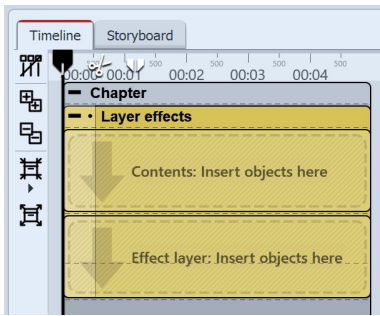 Timeline Storyboard
500 500 500 500 500
00:00 00:01 00:02 00:03 00:04
Chapter
Layer effects
Contents: Insert objects here
Effect layer: Insert objects here